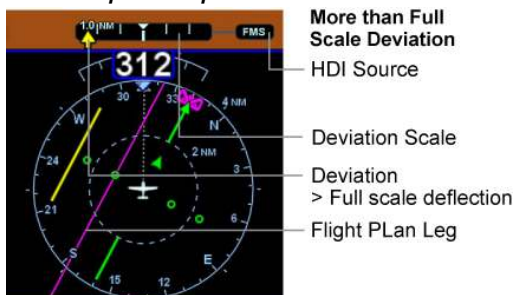 More than Full
Scale Deviation
1.0 NM
FMS
HDI Source
312
30
33
4 NM
W
N
Deviation Scale
24
2 NM
3
Deviation
> Full scale deflection
21
6
Flight PLan Leg
S
E
15
12